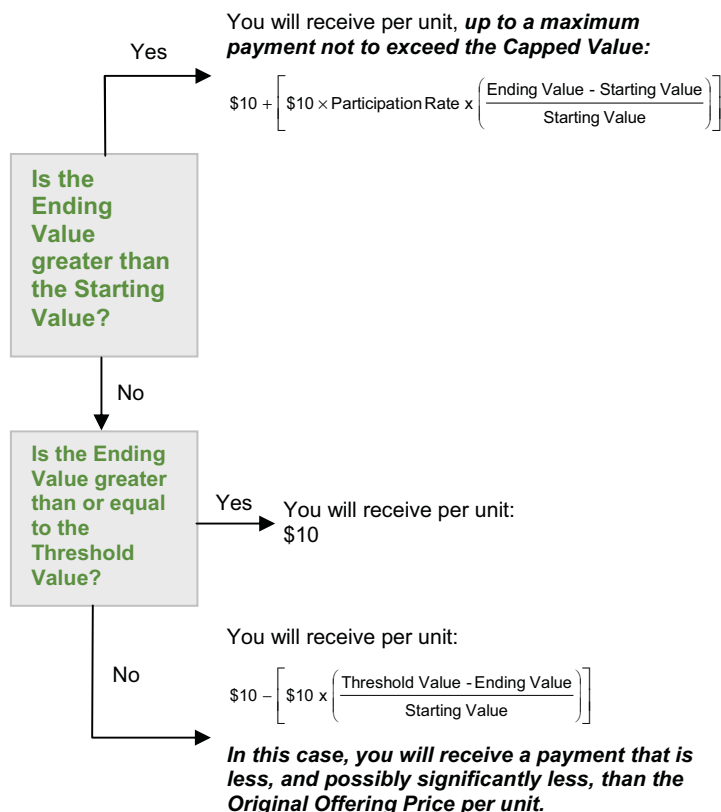 You will receive per unit, up to a maximum
payment not to exceed the Capped Value:
Yes
$10 + [ $10 × Participation Rate x ( Ending Value - Starting Value / Starting Value ) ]
Is the
Ending
Value
greater than
the Starting
Value?
No
Is the Ending
Value greater
than or equal
to the
Threshold
Value?
Yes
You will receive per unit:
$10
You will receive per unit:
No
$10 – [ $10 x ( Threshold Value - Ending Value / Starting Value ) ]
In this case, you will receive a payment that is
less, and possibly significantly less, than the
Original Offering Price per unit.